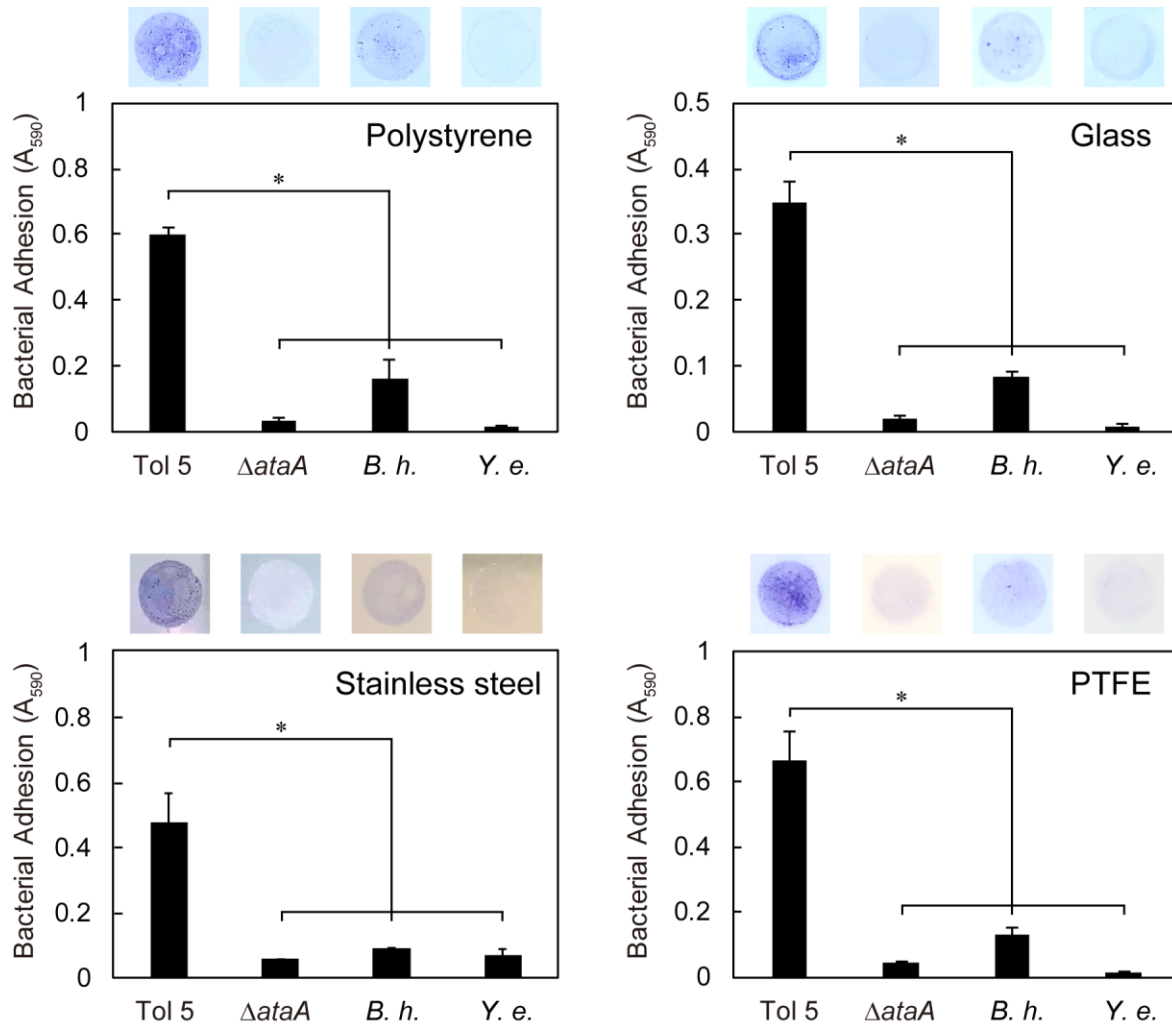 Polystyrene
Bacterial Adhesion (A590)
1
0.8
0.6
0.4
0.2
0
*
Tol 5 ΔataA B. h. Y. e.
Glass
Bacterial Adhesion (A590)
0.5
0.4
0.3
0.2
0.1
0
*
Tol 5 ΔataA B. h. Y. e.
Stainless steel
Bacterial Adhesion (A590)
1
0.8
0.6
0.4
0.2
0
*
Tol 5 ΔataA B. h. Y. e.
PTFE
Bacterial Adhesion (A590)
1
0.8
0.6
0.4
0.2
0
*
Tol 5 ΔataA B. h. Y. e.